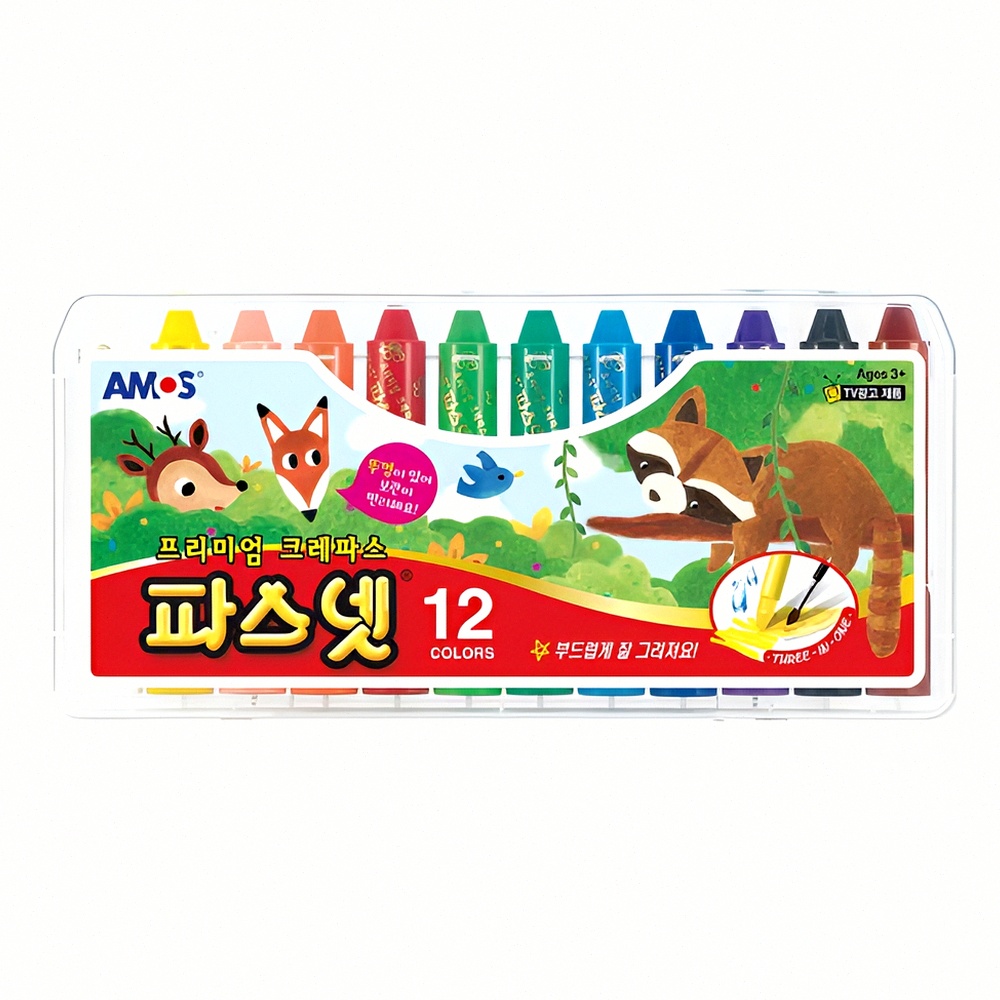 AMOS
Ages 3+
TV광고 제품
뚜껑이 있어
보관이
편리해요!
프리미엄 크레파스
파스넷
12
COLORS
부드럽게 잘 그려져요!
THREE-IN-ONE